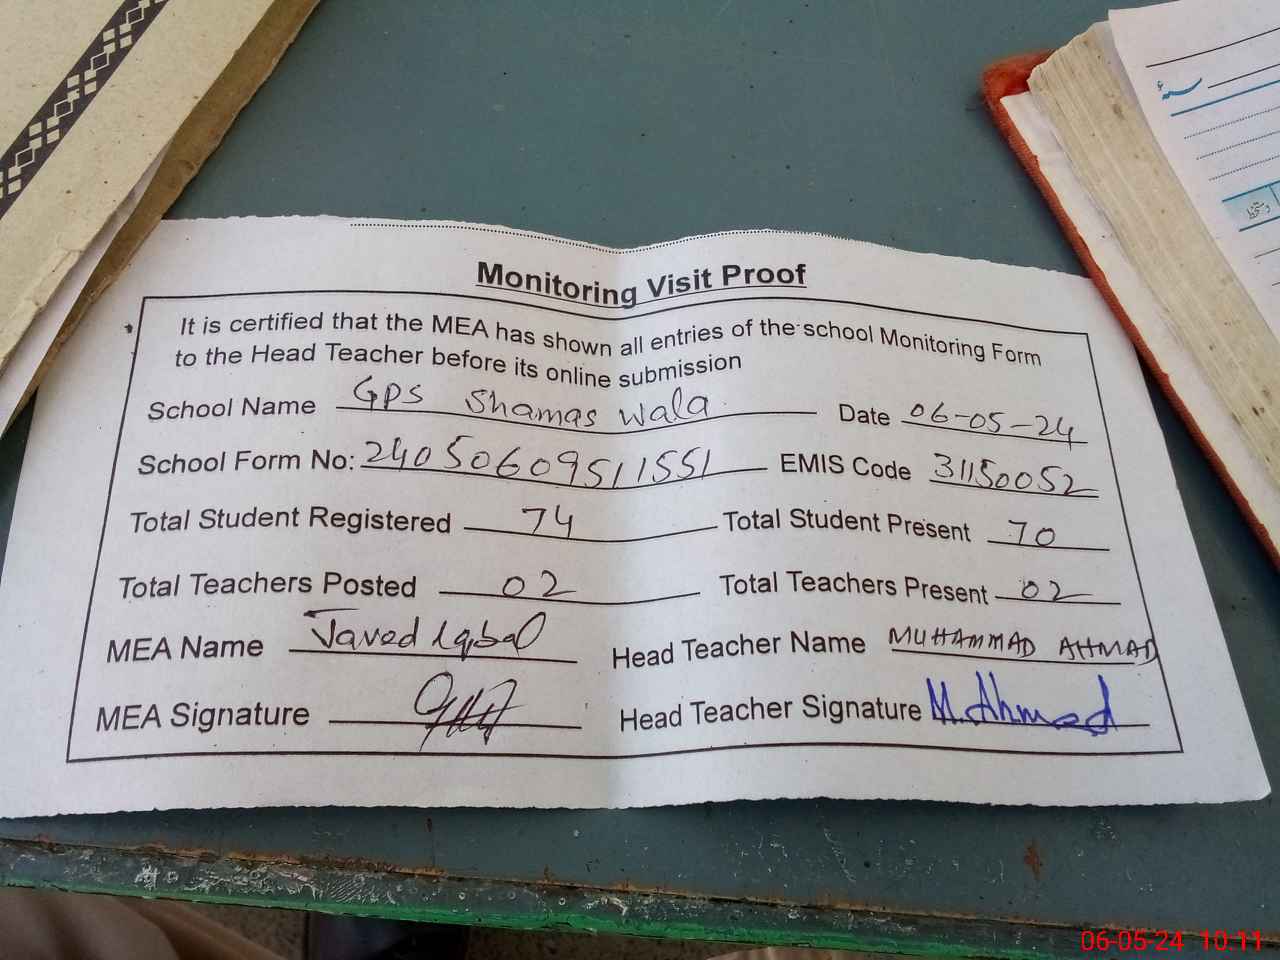 سنہ ء
دستخط
Monitoring Visit Proof
It is certified that the MEA has shown all entries of the school Monitoring Form
to the Head Teacher before its online submission
School Name GPS Shamas Wala Date 06-05-24
School Form No: 24050609511551 EMIS Code 31150052
Total Student Registered 74 Total Student Present 70
Total Teachers Posted 02 Total Teachers Present 02
MEA Name Javed Iqbal Head Teacher Name MUHAMMAD AHMAD
MEA Signature Head Teacher Signature M. Ahmad
06-05-24 10:11